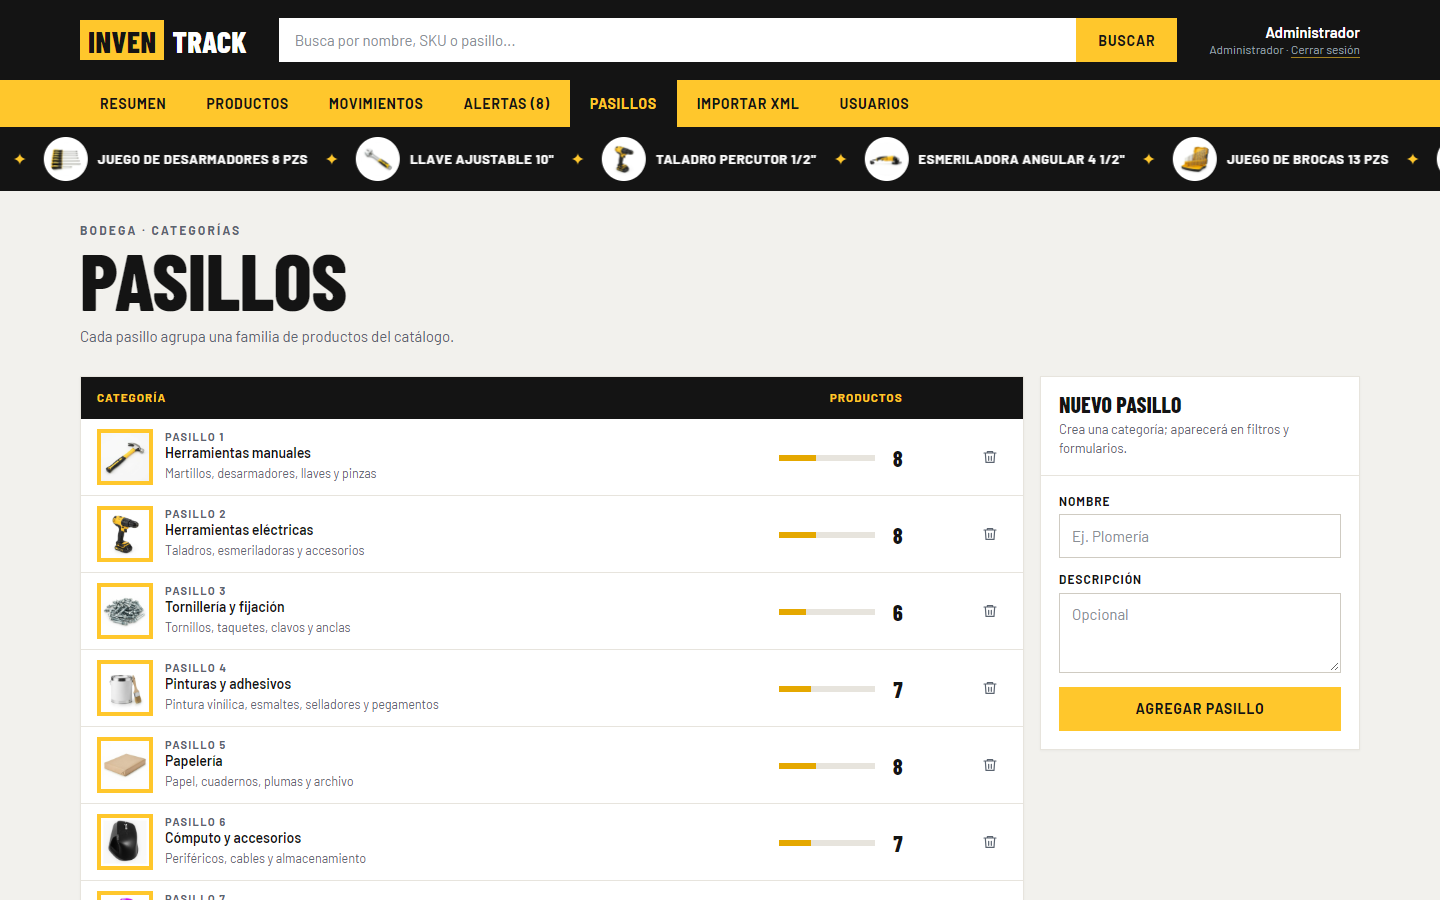 INVEN TRACK
Busca por nombre, SKU o pasillo...
BUSCAR
Administrador
Administrador · Cerrar sesión
RESUMEN PRODUCTOS MOVIMIENTOS ALERTAS (8) PASILLOS IMPORTAR XML USUARIOS
✦ JUEGO DE DESARMADORES 8 PZS ✦ LLAVE AJUSTABLE 10" ✦ TALADRO PERCUTOR 1/2" ✦ ESMERILADORA ANGULAR 4 1/2" ✦ JUEGO DE BROCAS 13 PZS ✦
BODEGA · CATEGORÍAS
PASILLOS
Cada pasillo agrupa una familia de productos del catálogo.
CATEGORÍA PRODUCTOS
PASILLO 1
Herramientas manuales
Martillos, desarmadores, llaves y pinzas
8
PASILLO 2
Herramientas eléctricas
Taladros, esmeriladoras y accesorios
8
PASILLO 3
Tornillería y fijación
Tornillos, taquetes, clavos y anclas
6
PASILLO 4
Pinturas y adhesivos
Pintura vinílica, esmaltes, selladores y pegamentos
7
PASILLO 5
Papelería
Papel, cuadernos, plumas y archivo
8
PASILLO 6
Cómputo y accesorios
Periféricos, cables y almacenamiento
7
PASILLO 7
NUEVO PASILLO
Crea una categoría; aparecerá en filtros y
formularios.
NOMBRE
Ej. Plomería
DESCRIPCIÓN
Opcional
AGREGAR PASILLO